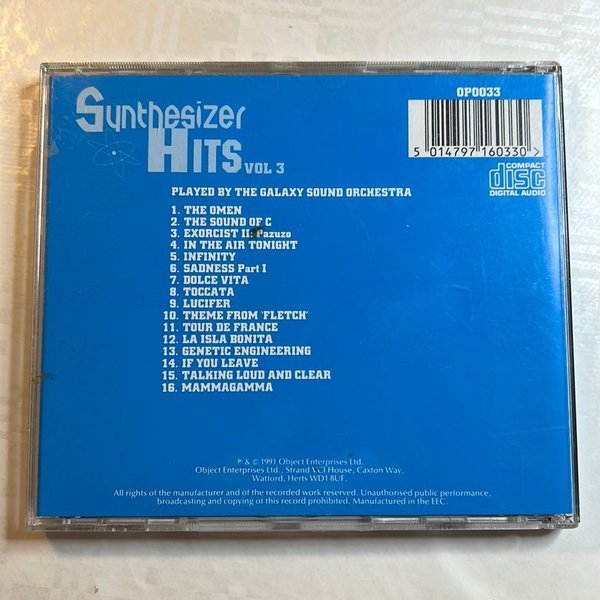 Synthesizer
HITS VOL 3
OP0033
5 014797 160330 >
COMPACT
disc
DIGITAL AUDIO
PLAYED BY THE GALAXY SOUND ORCHESTRA
1. THE OMEN
2. THE SOUND OF C
3. EXORCIST II: Pazuzo
4. IN THE AIR TONIGHT
5. INFINITY
6. SADNESS Part I
7. DOLCE VITA
8. TOCCATA
9. LUCIFER
10. THEME FROM 'FLETCH'
11. TOUR DE FRANCE
12. LA ISLA BONITA
13. GENETIC ENGINEERING
14. IF YOU LEAVE
15. TALKING LOUD AND CLEAR
16. MAMMAGAMMA
℗ & © 1991 Object Enterprises Ltd.
Object Enterprises Ltd., Strand VCI House, Caxton Way,
Watford, Herts WD1 8UF.
All rights of the manufacturer and of the recorded work reserved. Unauthorised public performance,
broadcasting and copying of this record prohibited. Manufactured in the EEC.